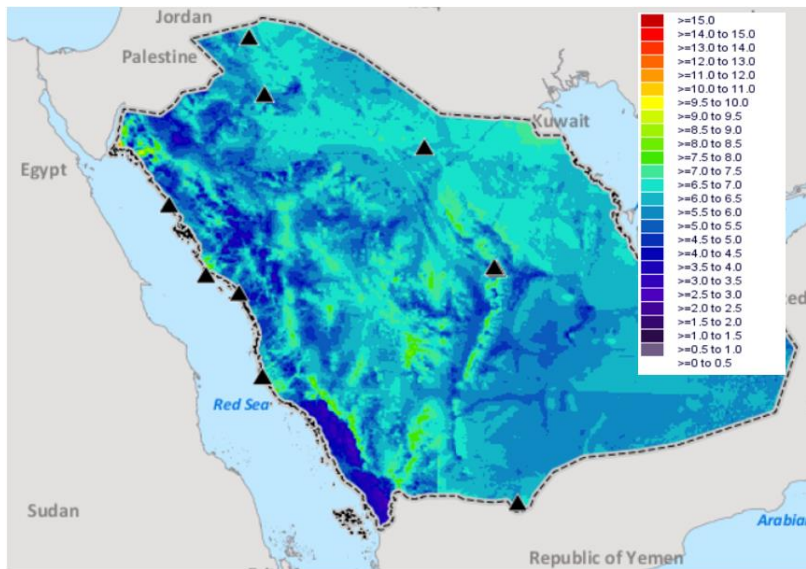 Jordan
Palestine
Kuwait
Egypt
Red Sea
Sudan
Republic of Yemen
Arabian
>=15.0
>=14.0 to 15.0
>=13.0 to 14.0
>=12.0 to 13.0
>=11.0 to 12.0
>=10.0 to 11.0
>=9.5 to 10.0
>=9.0 to 9.5
>=8.5 to 9.0
>=8.0 to 8.5
>=7.5 to 8.0
>=7.0 to 7.5
>=6.5 to 7.0
>=6.0 to 6.5
>=5.5 to 6.0
>=5.0 to 5.5
>=4.5 to 5.0
>=4.0 to 4.5
>=3.5 to 4.0
>=3.0 to 3.5
>=2.5 to 3.0
>=2.0 to 2.5
>=1.5 to 2.0
>=1.0 to 1.5
>=0.5 to 1.0
>=0 to 0.5
ted